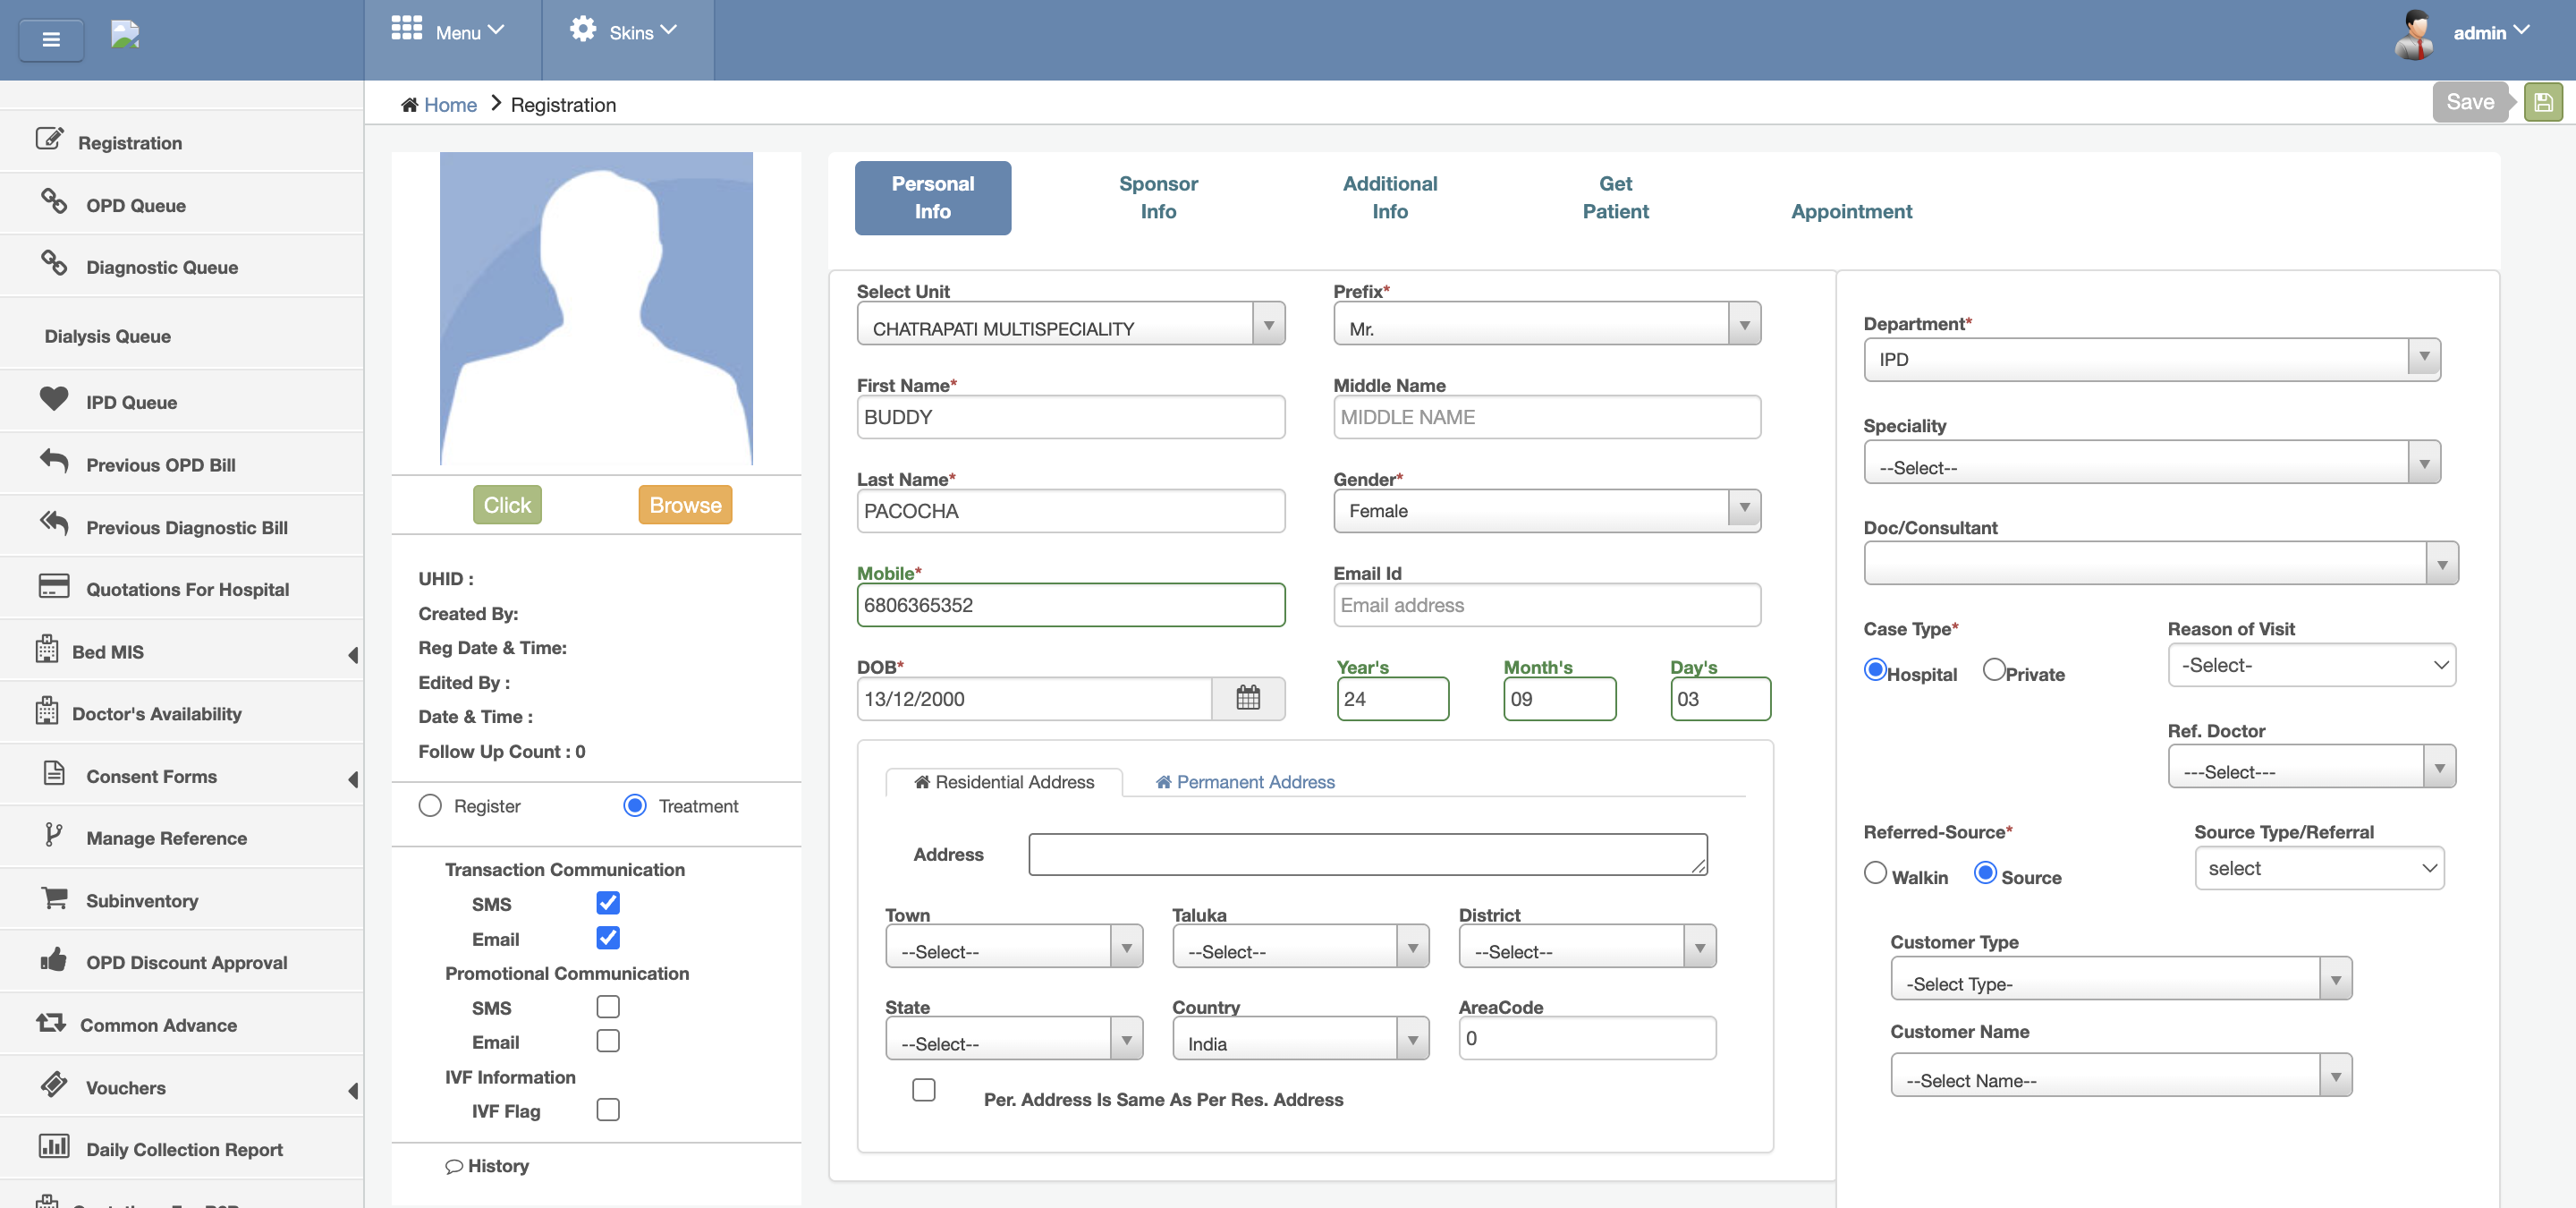 Menu
Skins
admin
Home
Registration
Save
Registration
OPD Queue
Diagnostic Queue
Dialysis Queue
IPD Queue
Previous OPD Bill
Previous Diagnostic Bill
Quotations For Hospital
Bed MIS
Doctor's Availability
Consent Forms
Manage Reference
Subinventory
OPD Discount Approval
Common Advance
Vouchers
Daily Collection Report
Click
Browse
UHID :
Created By:
Reg Date & Time:
Edited By :
Date & Time :
Follow Up Count : 0
Register
Treatment
Transaction Communication
SMS
Email
Promotional Communication
SMS
Email
IVF Information
IVF Flag
History
Personal
Info
Sponsor
Info
Additional
Info
Get
Patient
Appointment
Select Unit
CHATRAPATI MULTISPECIALITY
Prefix*
Mr.
First Name*
BUDDY
Middle Name
MIDDLE NAME
Last Name*
PACOCHA
Gender*
Female
Mobile*
6806365352
Email Id
Email address
DOB*
13/12/2000
Year's
24
Month's
09
Day's
03
Residential Address
Permanent Address
Address
Town
--Select--
Taluka
--Select--
District
--Select--
State
--Select--
Country
India
AreaCode
0
Per. Address Is Same As Per Res. Address
Department*
IPD
Speciality
--Select--
Doc/Consultant
Case Type*
Hospital
Private
Reason of Visit
-Select-
Ref. Doctor
---Select---
Referred-Source*
Walkin
Source
Source Type/Referral
select
Customer Type
-Select Type-
Customer Name
--Select Name--